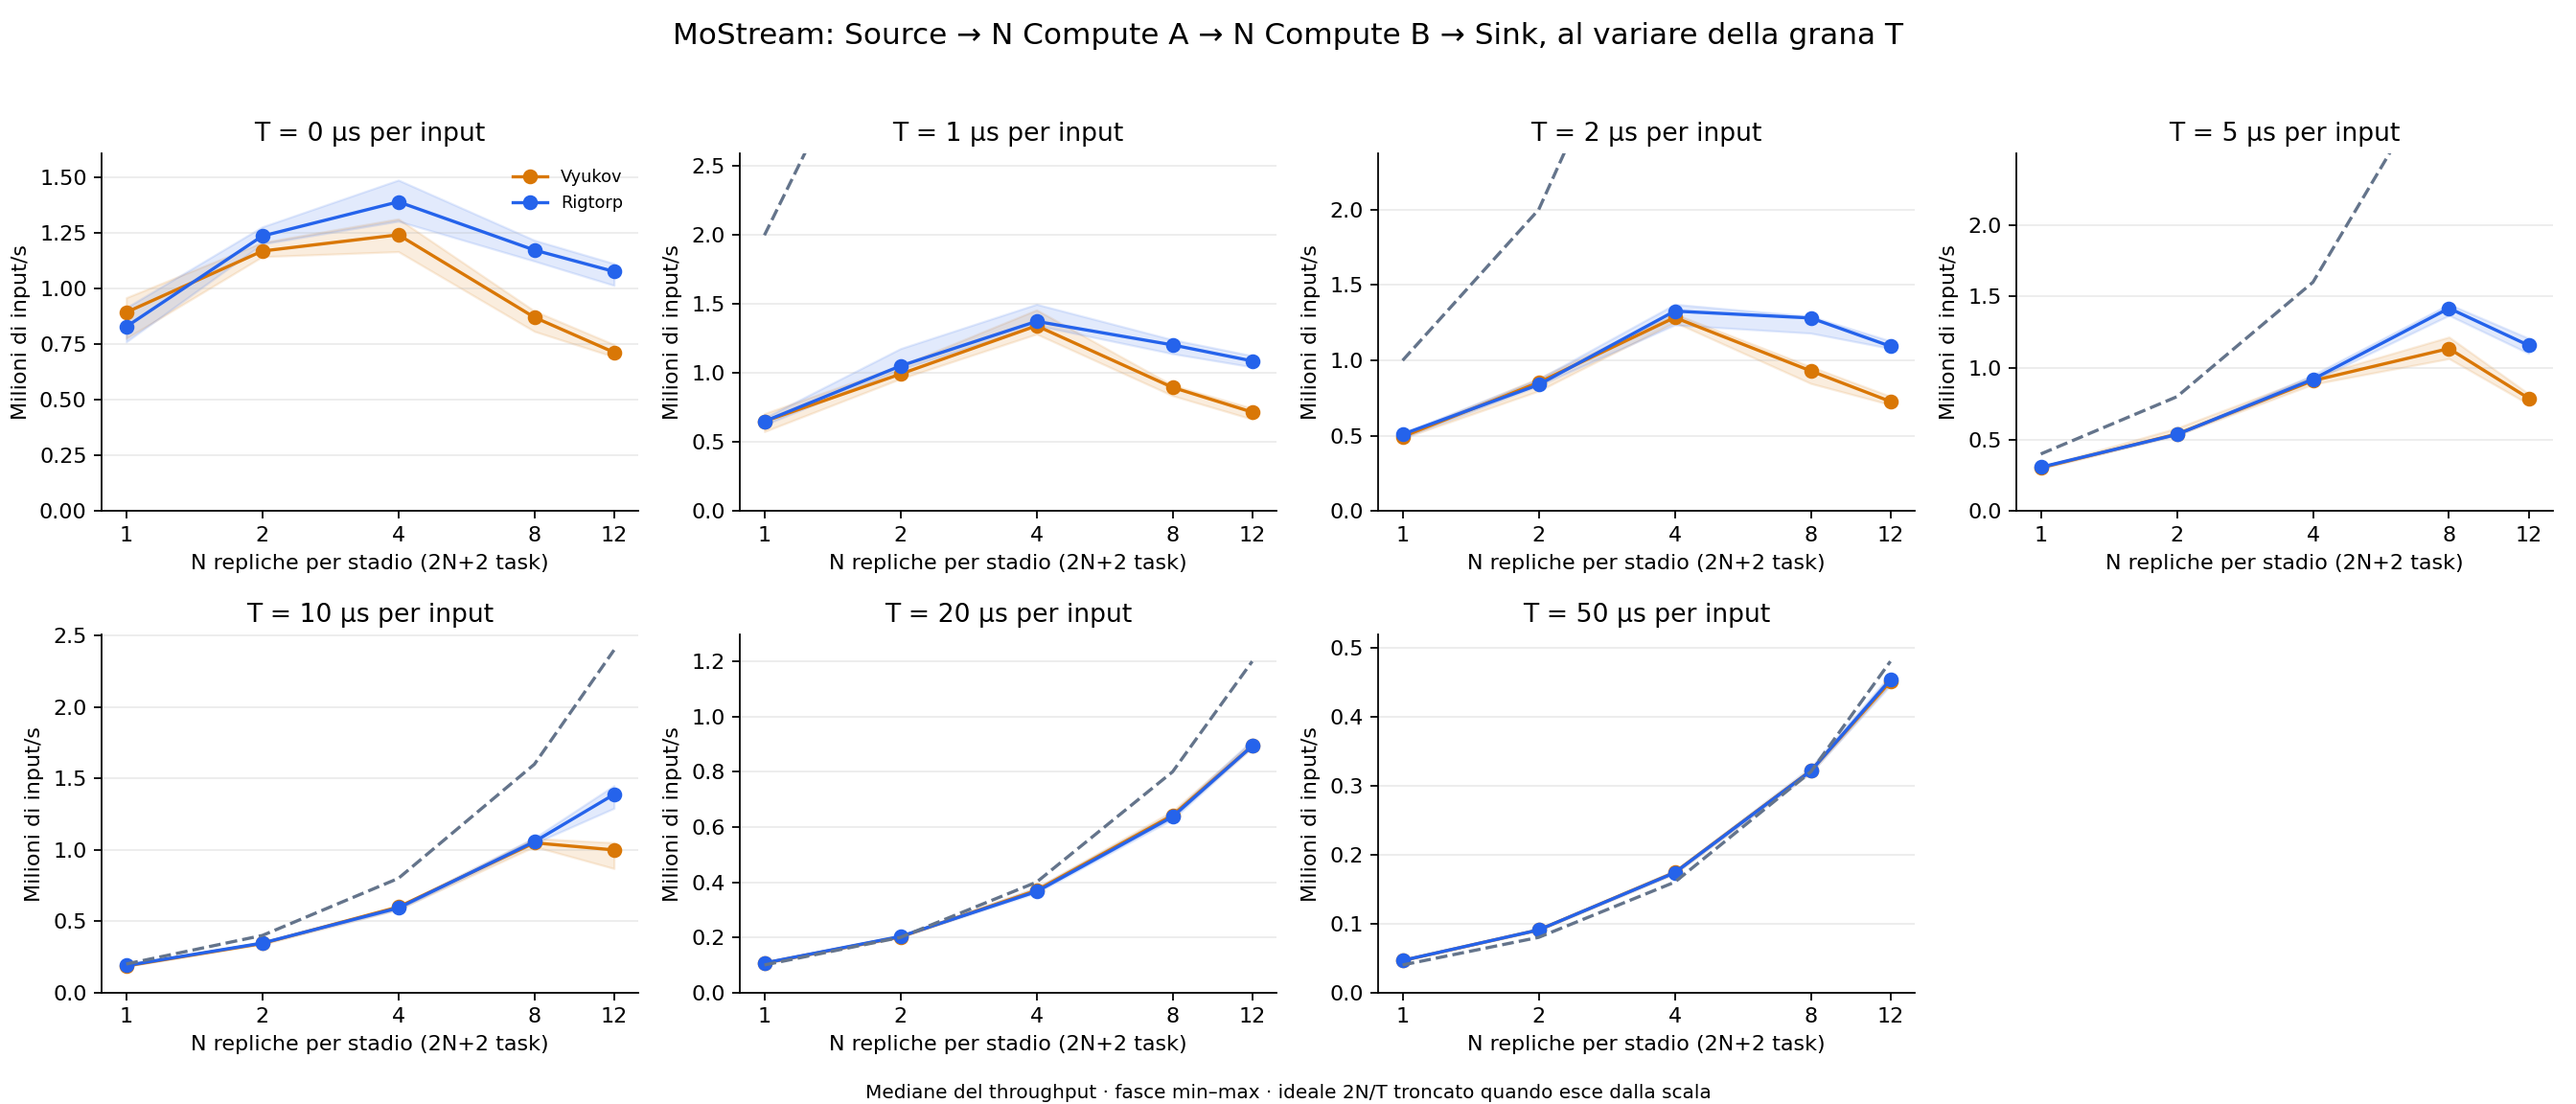 MoStream: Source → N Compute A → N Compute B → Sink, al variare della grana T
T = 0 µs per input
Milioni di input/s
1.50
1.25
1.00
0.75
0.50
0.25
0.00
Vyukov
Rigtorp
1 2 4 8 12
N repliche per stadio (2N+2 task)
T = 1 µs per input
Milioni di input/s
2.5
2.0
1.5
1.0
0.5
0.0
1 2 4 8 12
N repliche per stadio (2N+2 task)
T = 2 µs per input
Milioni di input/s
2.0
1.5
1.0
0.5
0.0
1 2 4 8 12
N repliche per stadio (2N+2 task)
T = 5 µs per input
Milioni di input/s
2.0
1.5
1.0
0.5
0.0
1 2 4 8 12
N repliche per stadio (2N+2 task)
T = 10 µs per input
Milioni di input/s
2.5
2.0
1.5
1.0
0.5
0.0
1 2 4 8 12
N repliche per stadio (2N+2 task)
T = 20 µs per input
Milioni di input/s
1.2
1.0
0.8
0.6
0.4
0.2
0.0
1 2 4 8 12
N repliche per stadio (2N+2 task)
T = 50 µs per input
Milioni di input/s
0.5
0.4
0.3
0.2
0.1
0.0
1 2 4 8 12
N repliche per stadio (2N+2 task)
Mediane del throughput · fasce min–max · ideale 2N/T troncato quando esce dalla scala